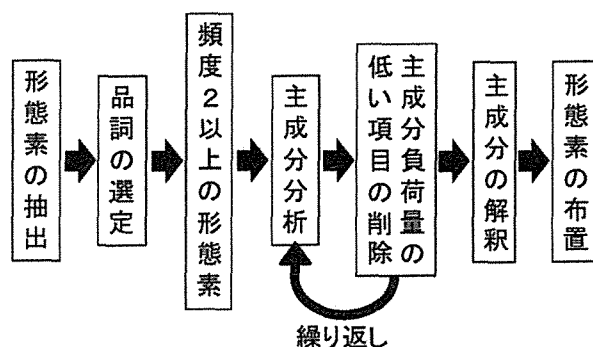 形態素の抽出
品詞の選定
頻度２以上の形態素
主成分分析
主成分負荷量の
低い項目の削除
主成分の解釈
形態素の布置
繰り返し